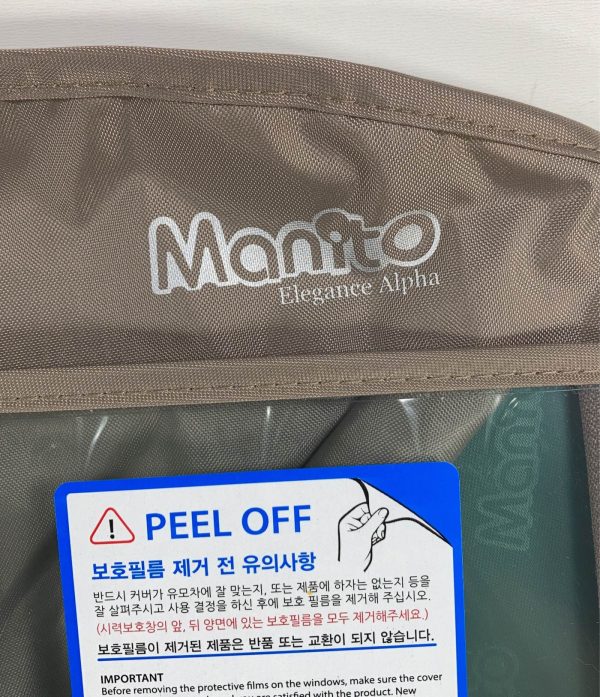 Manito
Elegance Alpha
Manito
PEEL OFF
보호필름 제거 전 유의사항
반드시 커버가 유모차에 잘 맞는지, 또는 제품에 하자는 없는지 등을
잘 살펴주시고 사용 결정을 하신 후에 보호 필름을 제거해 주십시오.
(시력보호창의 앞, 뒤 양면에 있는 보호필름을 모두 제거해주세요.)
보호필름이 제거된 제품은 반품 또는 교환이 되지 않습니다.
IMPORTANT
Before removing the protective films on the windows, make sure the cover
you are satisfied with the product. New